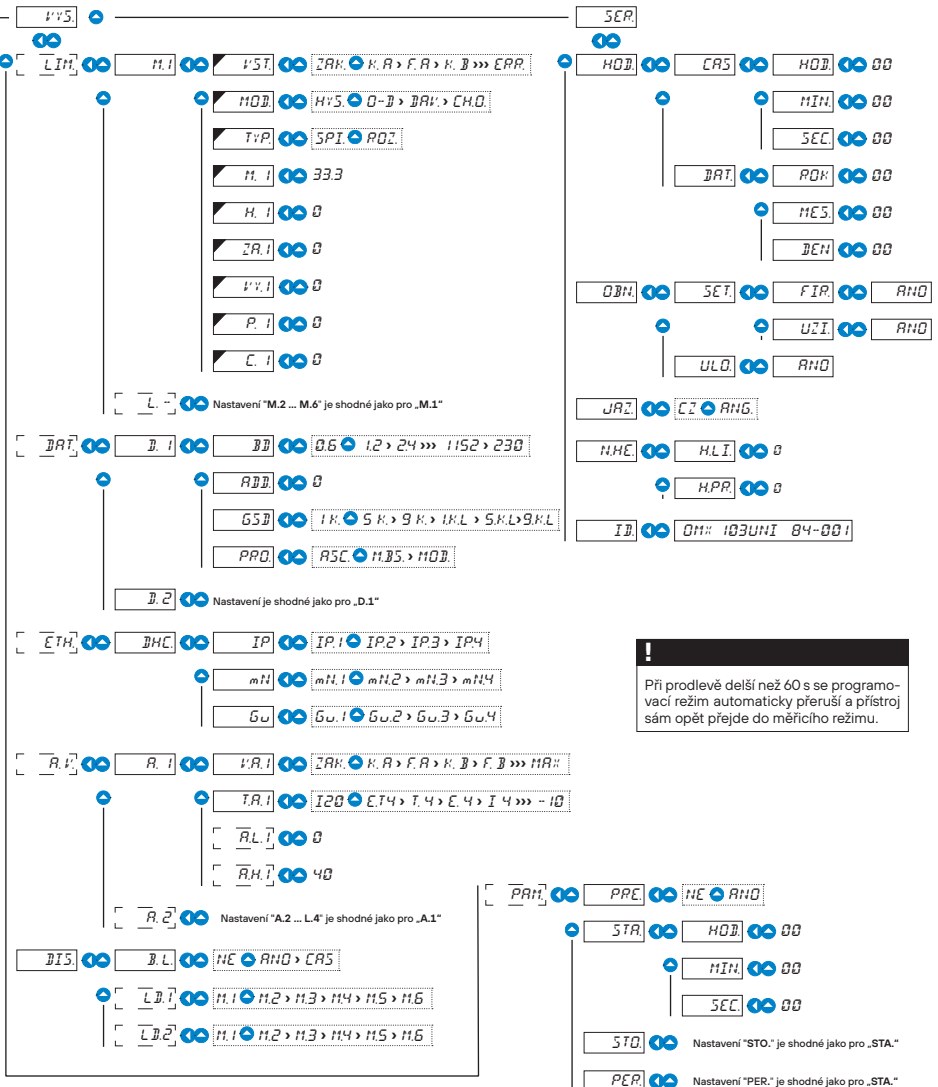 VYS.
LIM. M.1 VST. ZAK. K. A › F. A › K. B ››› ERR.
MOD. HYS. O-D › DAV. › CH.O.
TYP. SPI. ROZ.
M. 1 33.3
H. 1 0
ZA.1 0
VY.1 0
P. 1 0
C. 1 0
L. - Nastavení "M.2 ... M.6" je shodné jako pro „M.1"
DAT. D. 1 BD 0.6 1.2 › 2.4 ››› 115.2 › 230
ADD. 0
GSD 1 K. 5 K. › 9 K. › 1.K.L › 5.K.L›9.K.L
PRO. ASC. M.BS. › MOD.
D. 2 Nastavení je shodné jako pro „D.1"
ETH. DHC. IP IP.1 IP.2 › IP.3 › IP.4
mN mN.1 mN.2 › mN.3 › mN.4
Gw Gw.1 Gw.2 › Gw.3 › Gw.4
A.V. A. 1 V.A.1 ZAK. K. A › F. A › K. B › F. B ››› MAX
T.A.1 I20 E.T4 › T. 4 › E. 4 › I 4 ››› -10
A.L.1 0
A.H.1 40
A. 2 Nastavení "A.2 ... L.4" je shodné jako pro „A.1"
DIS. B. L. NE ANO › CAS
LD.1 M.1 M.2 › M.3 › M.4 › M.5 › M.6
LD.2 M.1 M.2 › M.3 › M.4 › M.5 › M.6
SER.
HOD. CAS HOD. 00
MIN. 00
SEC. 00
DAT. ROK 00
MES. 00
DEN 00
OBN. SET. FIR. ANO
UZI. ANO
ULO. ANO
JAZ. CZ ANG.
N.HE. H.L I. 0
H.PR. 0
ID. OMX 103UNI 84-001
!
Při prodlevě delší než 60 s se programo-
vací režim automaticky přeruší a přístroj
sám opět přejde do měřicího režimu.
PAM. PRE. NE ANO
STA. HOD. 00
MIN. 00
SEC. 00
STO. Nastavení "STO." je shodné jako pro „STA."
PER. Nastavení "PER." je shodné jako pro „STA."